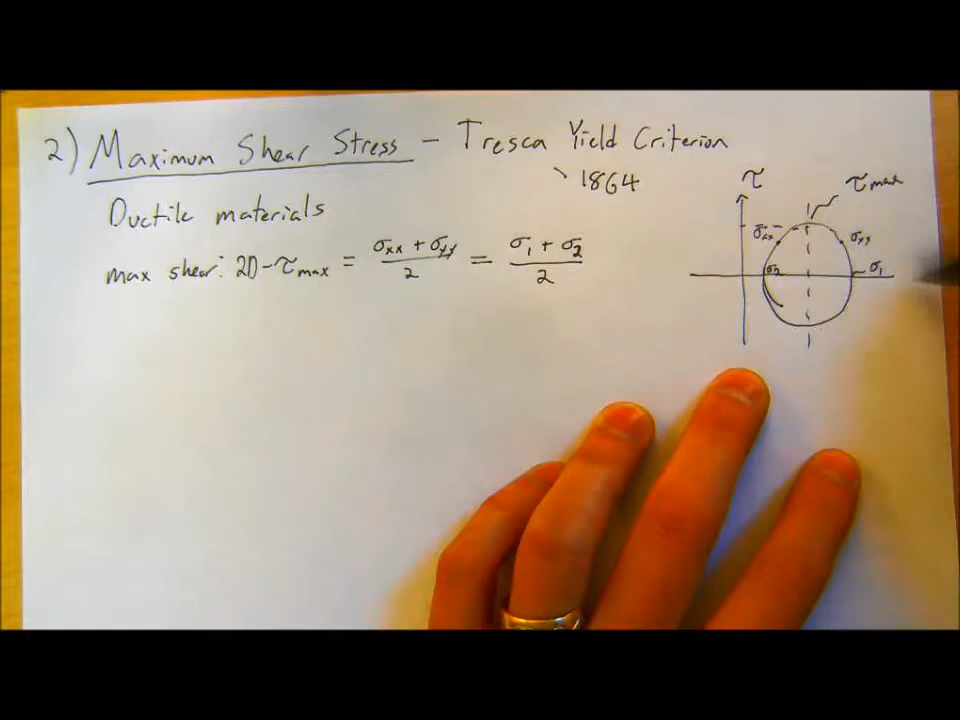 2) Maximum Shear Stress - Tresca Yield Criterion
1864
Ductile materials
max shear: 2D - τmax = (σxx + σyy)/2 = (σ1 + σ2)/2
τ
τmax
σxx
σyy
σ2
σ1